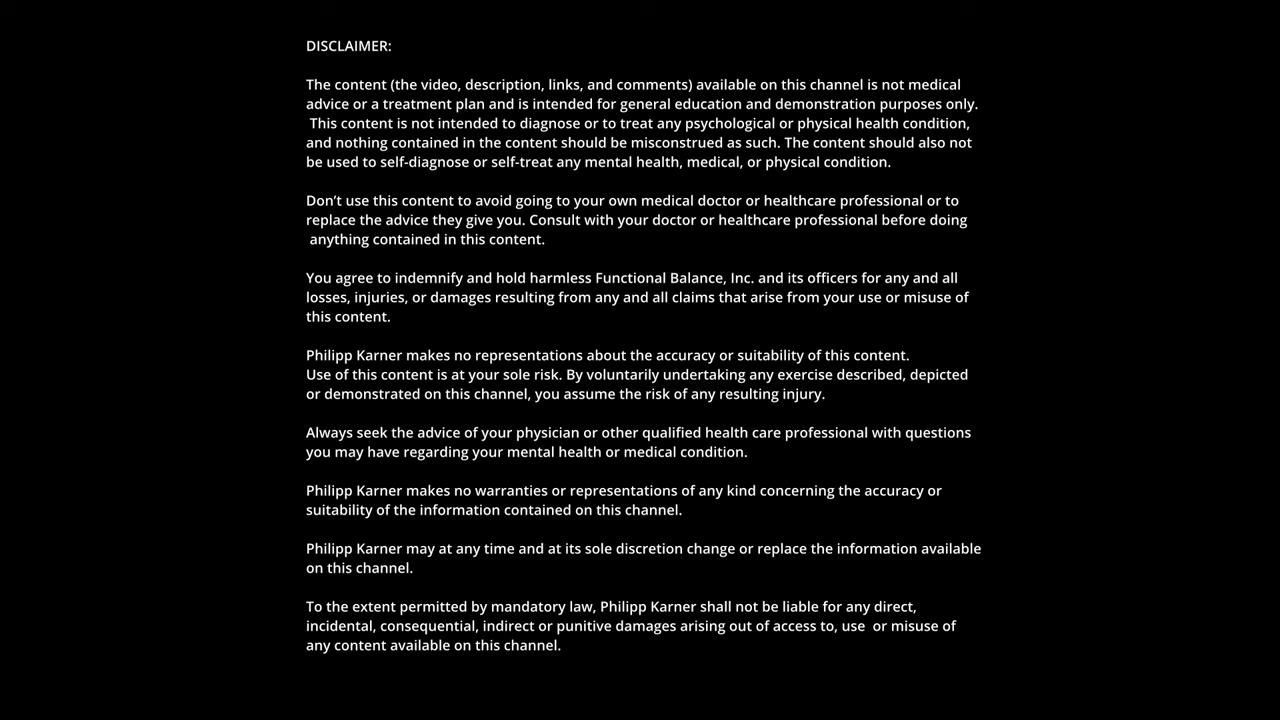 DISCLAIMER:
The content (the video, description, links, and comments) available on this channel is not medical
advice or a treatment plan and is intended for general education and demonstration purposes only.
This content is not intended to diagnose or to treat any psychological or physical health condition,
and nothing contained in the content should be misconstrued as such. The content should also not
be used to self-diagnose or self-treat any mental health, medical, or physical condition.
Don’t use this content to avoid going to your own medical doctor or healthcare professional or to
replace the advice they give you. Consult with your doctor or healthcare professional before doing
anything contained in this content.
You agree to indemnify and hold harmless Functional Balance, Inc. and its officers for any and all
losses, injuries, or damages resulting from any and all claims that arise from your use or misuse of
this content.
Philipp Karner makes no representations about the accuracy or suitability of this content.
Use of this content is at your sole risk. By voluntarily undertaking any exercise described, depicted
or demonstrated on this channel, you assume the risk of any resulting injury.
Always seek the advice of your physician or other qualified health care professional with questions
you may have regarding your mental health or medical condition.
Philipp Karner makes no warranties or representations of any kind concerning the accuracy or
suitability of the information contained on this channel.
Philipp Karner may at any time and at its sole discretion change or replace the information available
on this channel.
To the extent permitted by mandatory law, Philipp Karner shall not be liable for any direct,
incidental, consequential, indirect or punitive damages arising out of access to, use  or misuse of
any content available on this channel.